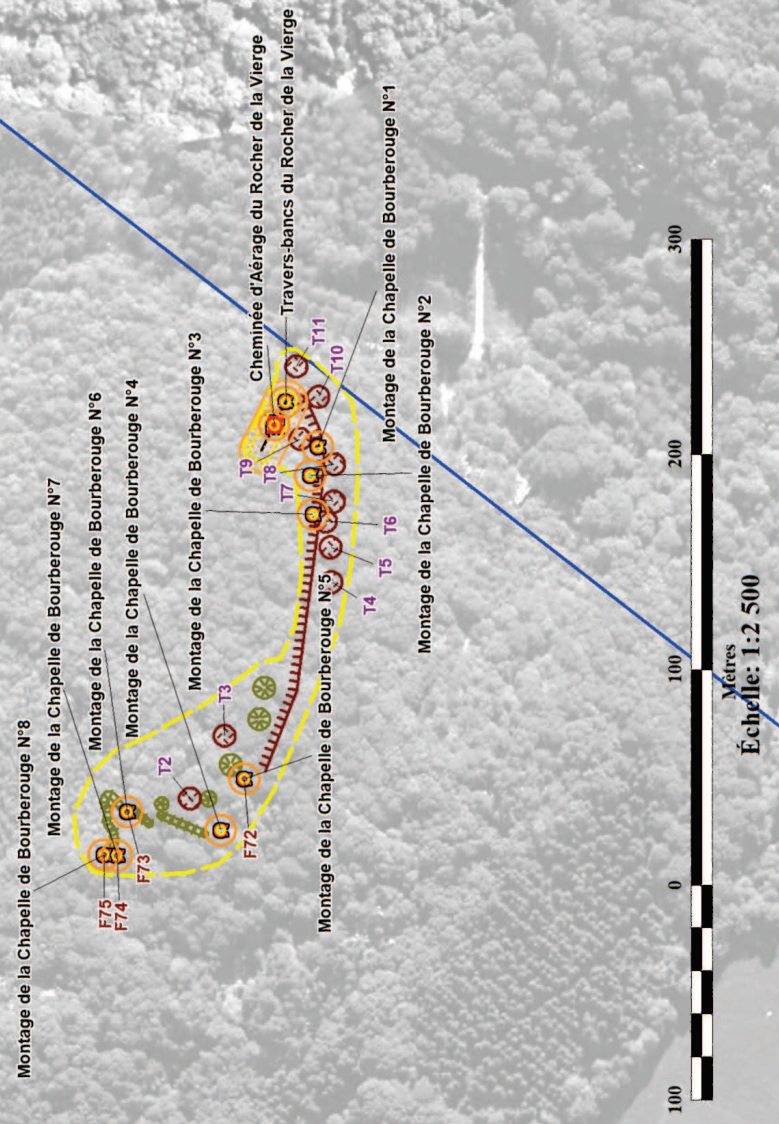 Montage de la Chapelle de Bourberouge N°8
Montage de la Chapelle de Bourberouge N°7
Montage de la Chapelle de Bourberouge N°6
Montage de la Chapelle de Bourberouge N°4
Montage de la Chapelle de Bourberouge N°3
Cheminée d'Aérage du Rocher de la Vierge
Travers-bancs du Rocher de la Vierge
Montage de la Chapelle de Bourberouge N°1
Montage de la Chapelle de Bourberouge N°2
Montage de la Chapelle de Bourberouge N°5
F75
F74
F73
F72
T2
T3
T4
T5
T6
T7
T8
T9
T10
T11
100
0
100
200
300
Mètres
Échelle: 1:2 500